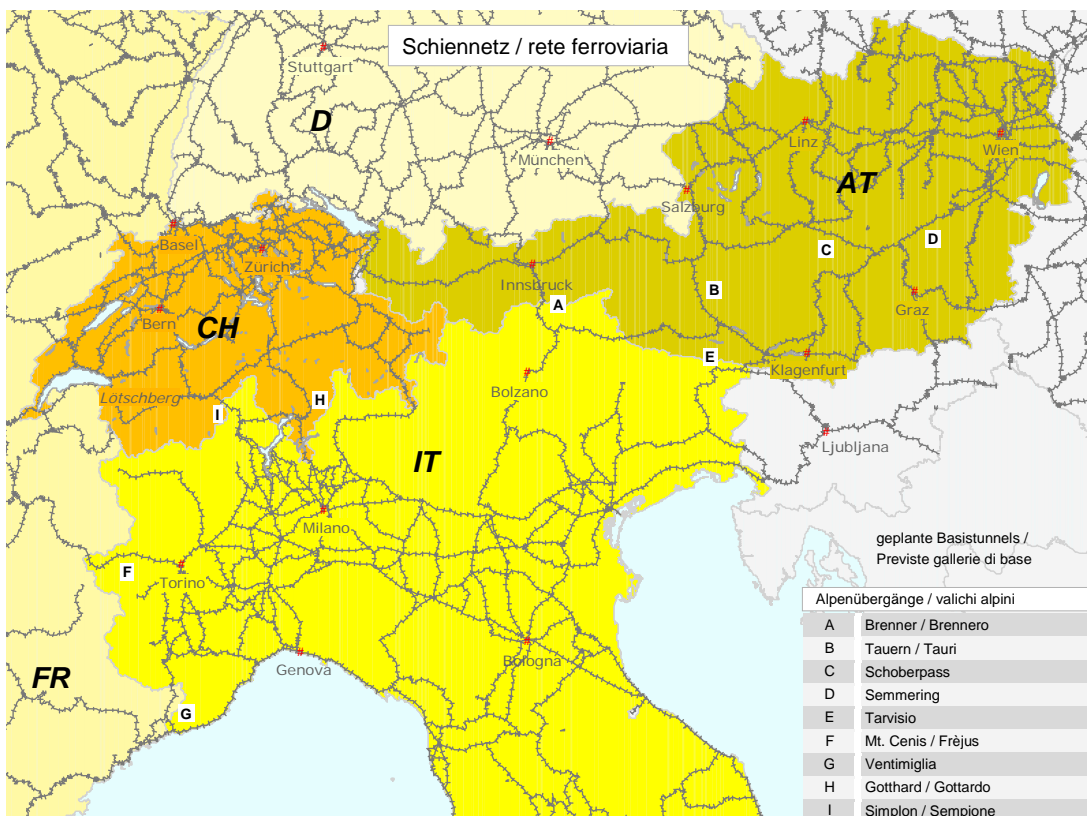 Schiennetz / rete ferroviaria
Stuttgart
D
München
Linz
Wien
AT
Salzburg
Basel
Zürich
Innsbruck
C
D
B
A
Graz
Bern
CH
E
Klagenfurt
Lötschberg
Bolzano
I
H
IT
Ljubljana
Milano
geplante Basistunnels /
Previste gallerie di base
F
Torino
Alpenübergänge / valichi alpini
A Brenner / Brennero
B Tauern / Tauri
C Schoberpass
D Semmering
E Tarvisio
F Mt. Cenis / Frèjus
G Ventimiglia
H Gotthard / Gottardo
I Simplon / Sempione
Genova
Bologna
FR
G